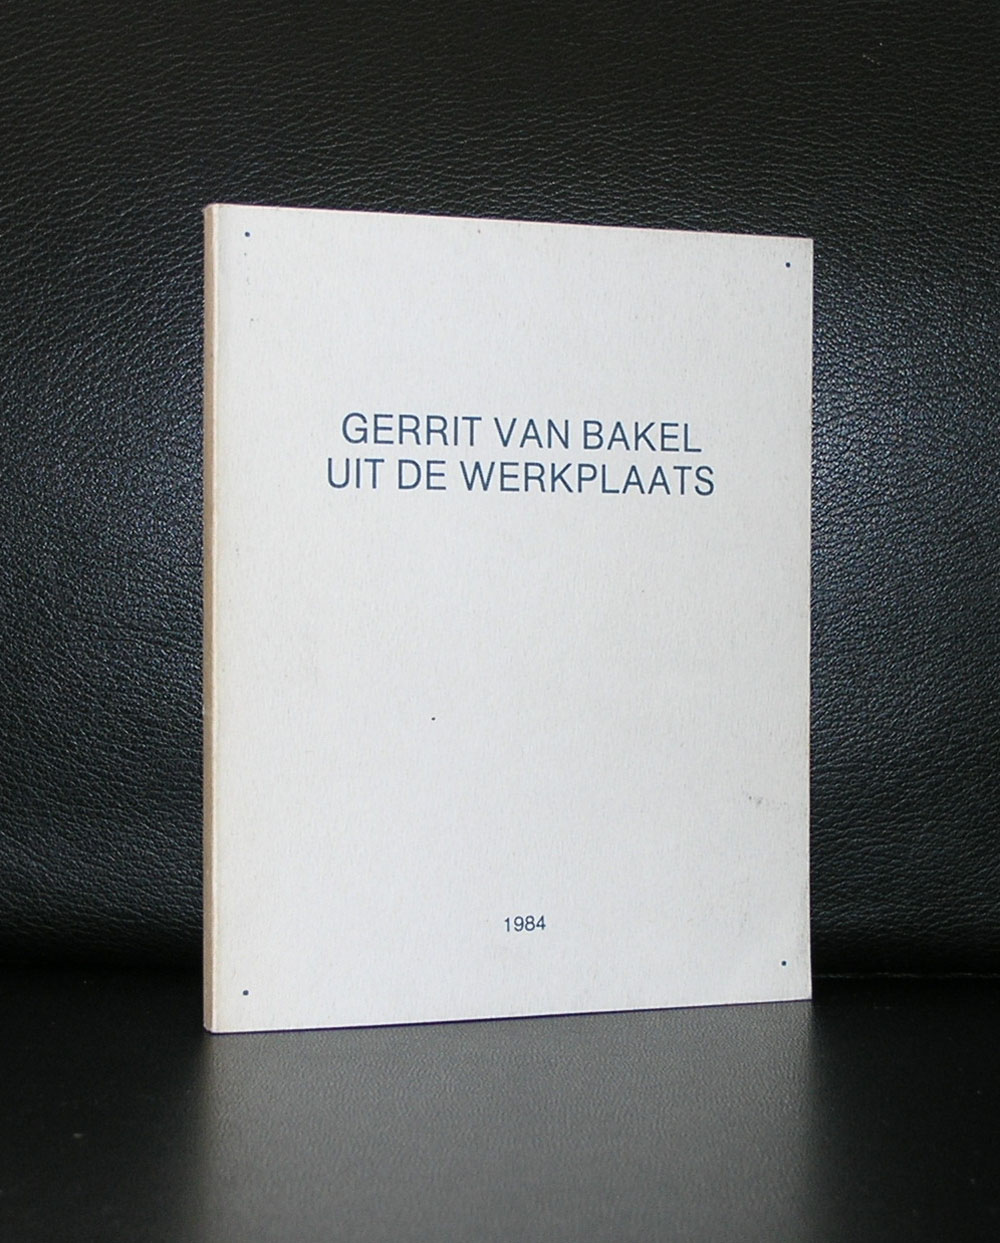 GERRIT VAN BAKEL
UIT DE WERKPLAATS
1984